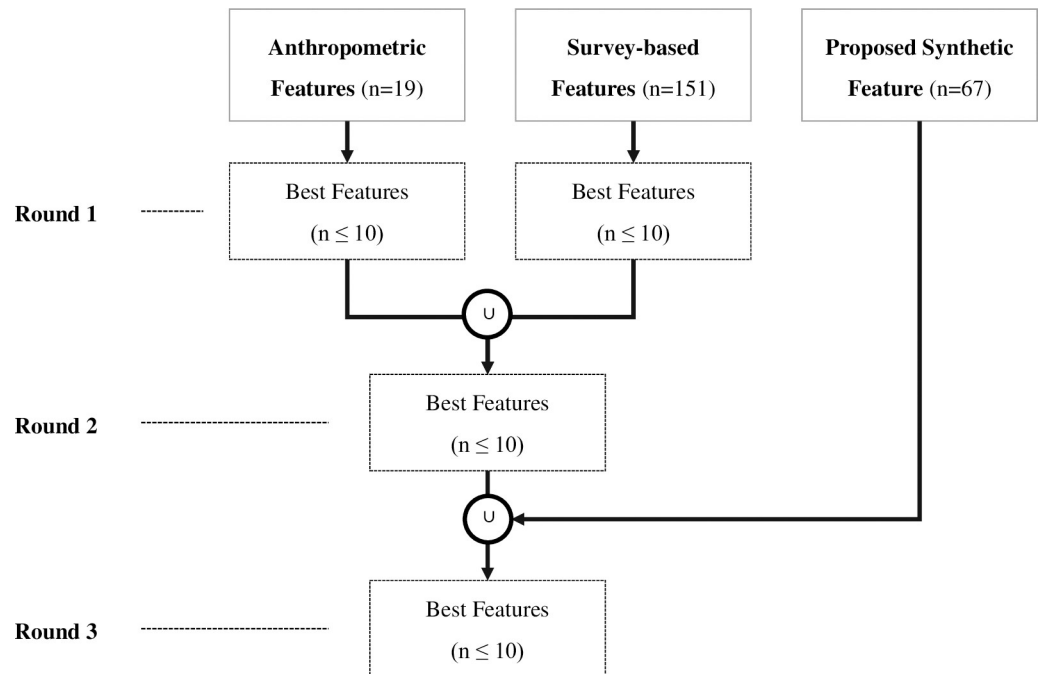 Anthropometric
Features (n=19)
Survey-based
Features (n=151)
Proposed Synthetic
Feature (n=67)
Round 1
Best Features
(n ≤ 10)
Best Features
(n ≤ 10)
∪
Round 2
Best Features
(n ≤ 10)
∪
Round 3
Best Features
(n ≤ 10)